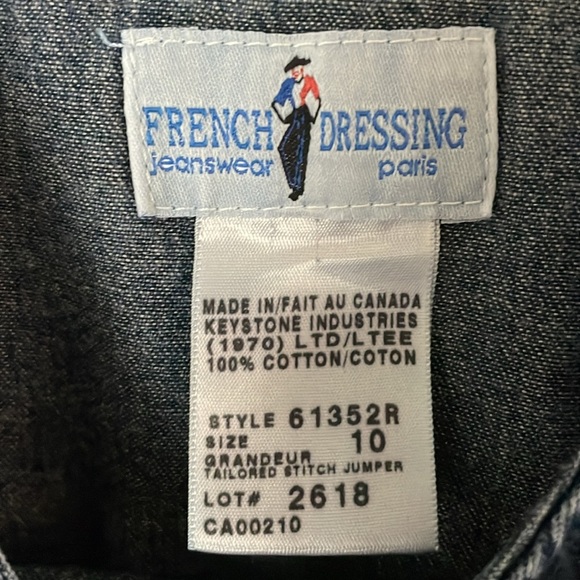 FRENCH DRESSING
jeanswear paris
MADE IN/FAIT AU CANADA
KEYSTONE INDUSTRIES
(1970) LTD/LTEE
100% COTTON/COTON
STYLE 61352R
SIZE 10
GRANDEUR
TAILORED STITCH JUMPER
LOT# 2618
CA00210